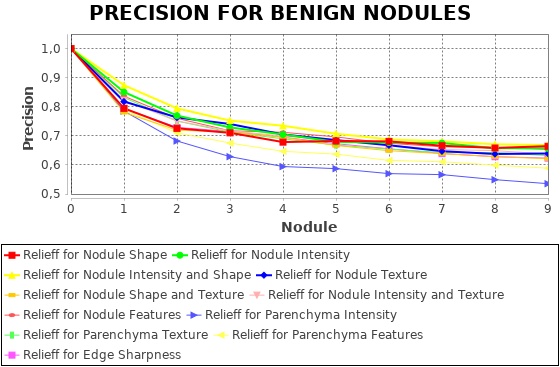 PRECISION FOR BENIGN NODULES
1,0
0,9
0,8
0,7
0,6
0,5
Precision
0 1 2 3 4 5 6 7 8 9
Nodule
Relieff for Nodule Shape Relieff for Nodule Intensity
Relieff for Nodule Intensity and Shape Relieff for Nodule Texture
Relieff for Nodule Shape and Texture Relieff for Nodule Intensity and Texture
Relieff for Nodule Features Relieff for Parenchyma Intensity
Relieff for Parenchyma Texture Relieff for Parenchyma Features
Relieff for Edge Sharpness